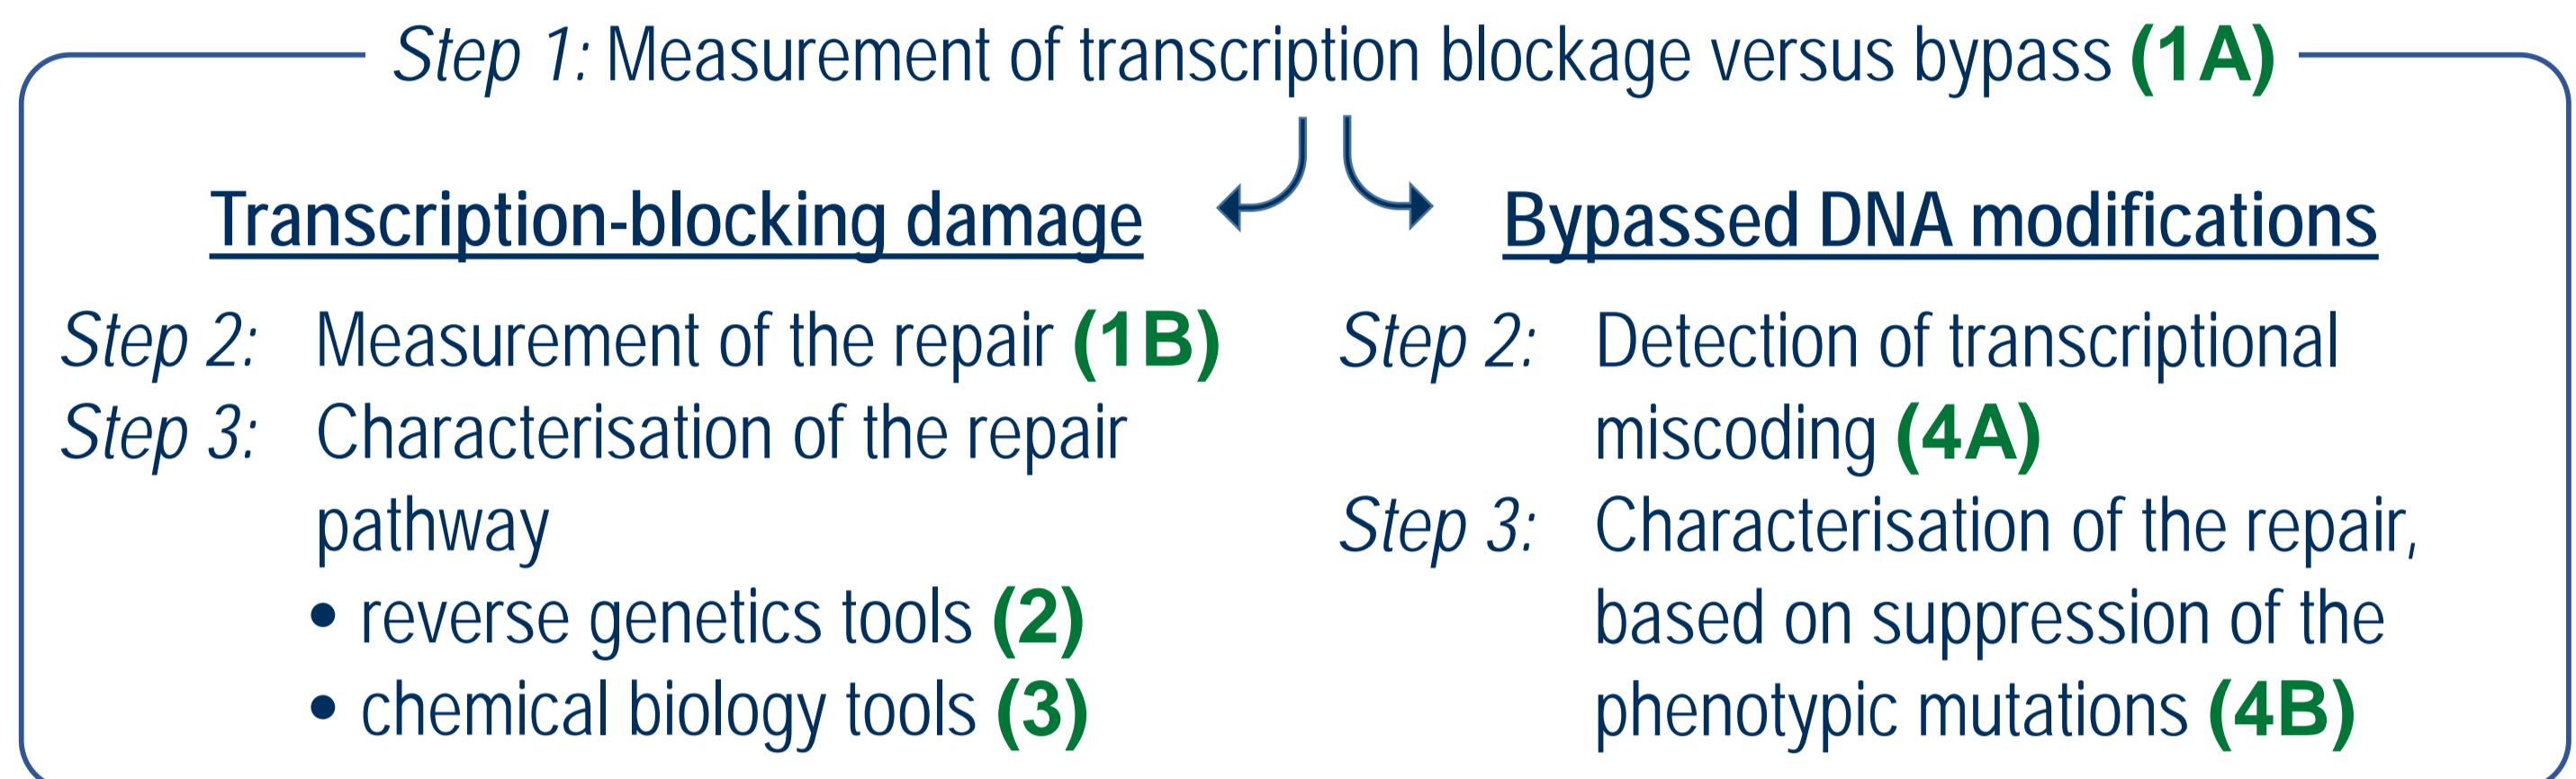 Step 1: Measurement of transcription blockage versus bypass (1A)
Transcription-blocking damage
Step 2: Measurement of the repair (1B)
Step 3: Characterisation of the repair
pathway
• reverse genetics tools (2)
• chemical biology tools (3)
Bypassed DNA modifications
Step 2: Detection of transcriptional
miscoding (4A)
Step 3: Characterisation of the repair,
based on suppression of the
phenotypic mutations (4B)